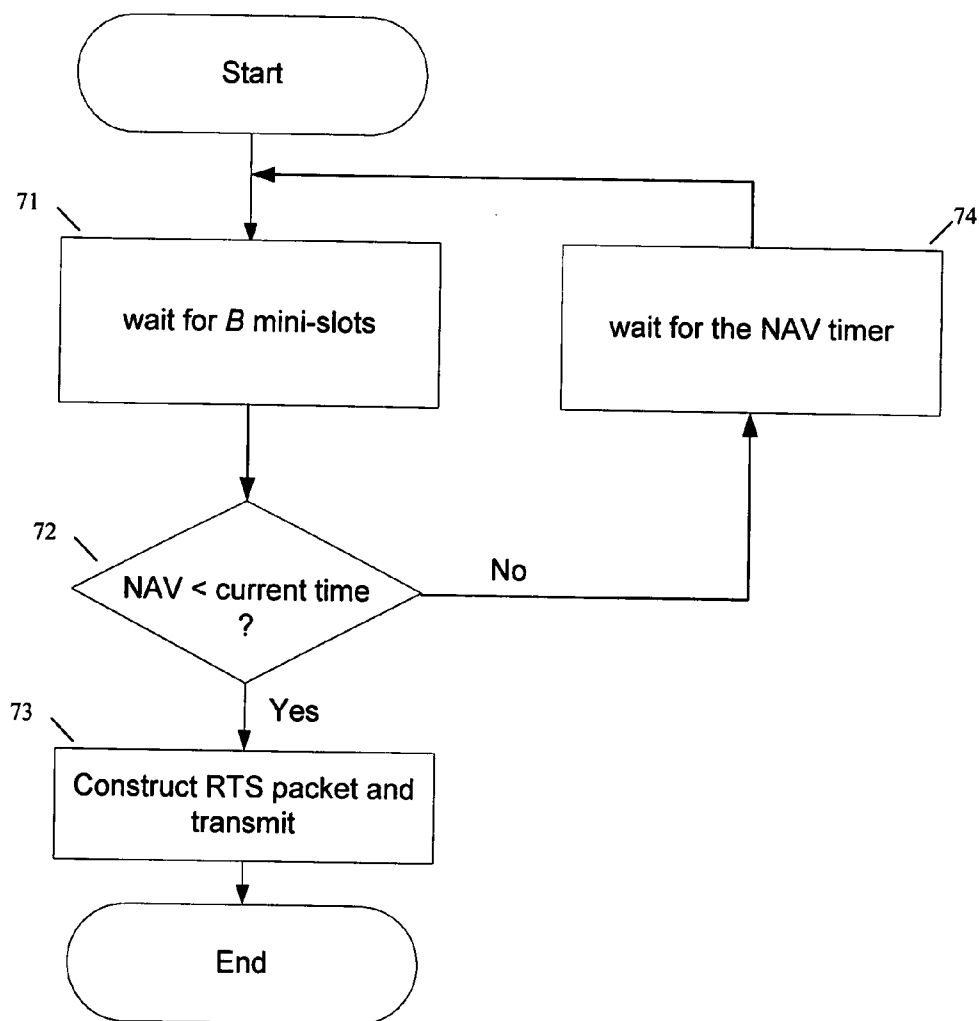 Start
71
wait for B mini-slots
74
wait for the NAV timer
72
NAV < current time
?
No
Yes
73
Construct RTS packet and
transmit
End